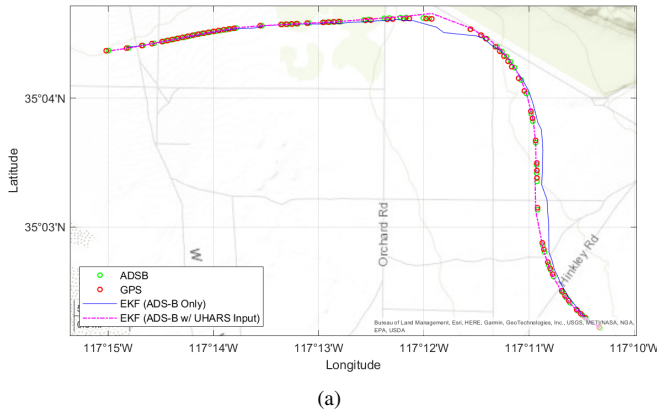 35°04'N
35°03'N
Latitude
Orchard Rd
Hinkley Rd
W
ADSB
GPS
EKF (ADS-B Only)
EKF (ADS-B w/ UHARS Input)
Bureau of Land Management, Esri, HERE, Garmin, GeoTechnologies, Inc., USGS, METI/NASA, NGA,
EPA, USDA
117°15'W 117°14'W 117°13'W 117°12'W 117°11'W 117°10'W
Longitude
(a)